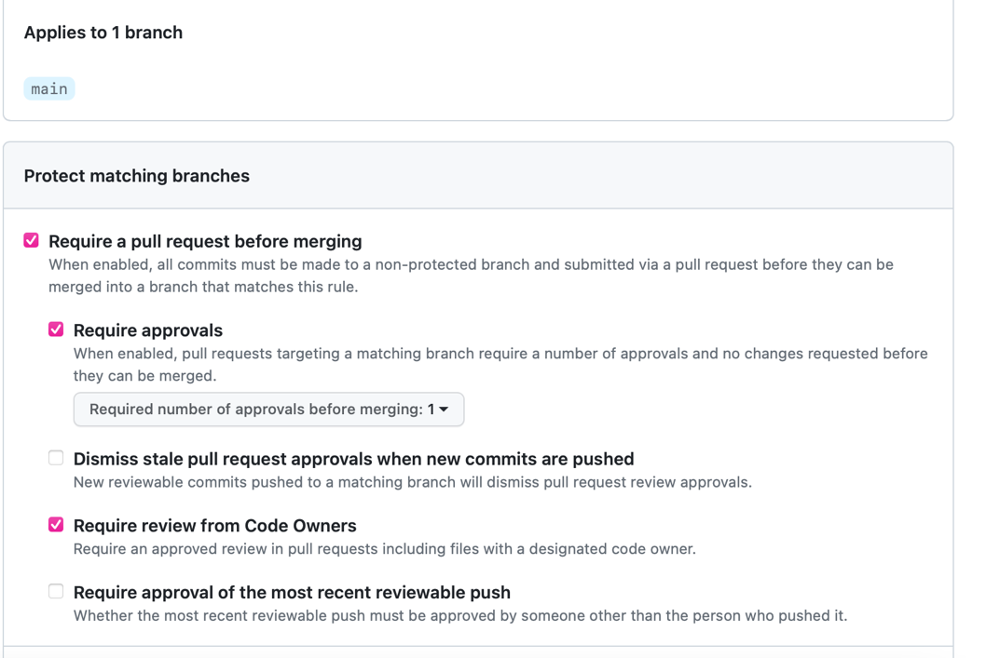 Applies to 1 branch
main
Protect matching branches
Require a pull request before merging
When enabled, all commits must be made to a non-protected branch and submitted via a pull request before they can be
merged into a branch that matches this rule.
Require approvals
When enabled, pull requests targeting a matching branch require a number of approvals and no changes requested before
they can be merged.
Required number of approvals before merging: 1
Dismiss stale pull request approvals when new commits are pushed
New reviewable commits pushed to a matching branch will dismiss pull request review approvals.
Require review from Code Owners
Require an approved review in pull requests including files with a designated code owner.
Require approval of the most recent reviewable push
Whether the most recent reviewable push must be approved by someone other than the person who pushed it.